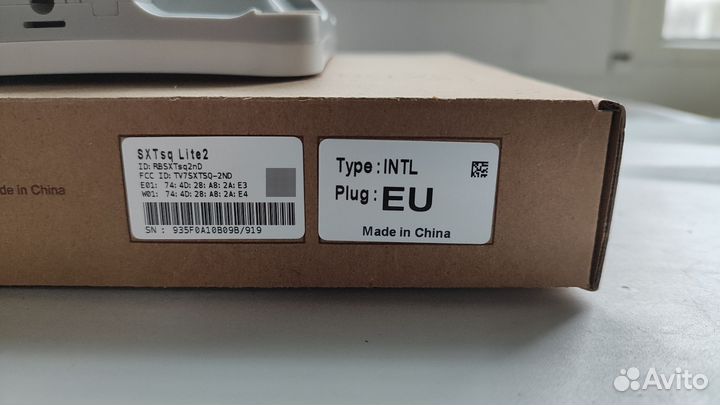 SXTsq Lite2
ID: RBSXTsq2nD
FCC ID: TV7SXTSQ-2ND
E01: 74:4D:28:A8:2A:E3
W01: 74:4D:28:A8:2A:E4
SN : 935F0A10B09B/919
Type: INTL
Plug: EU
Made in China
de in China
Avito